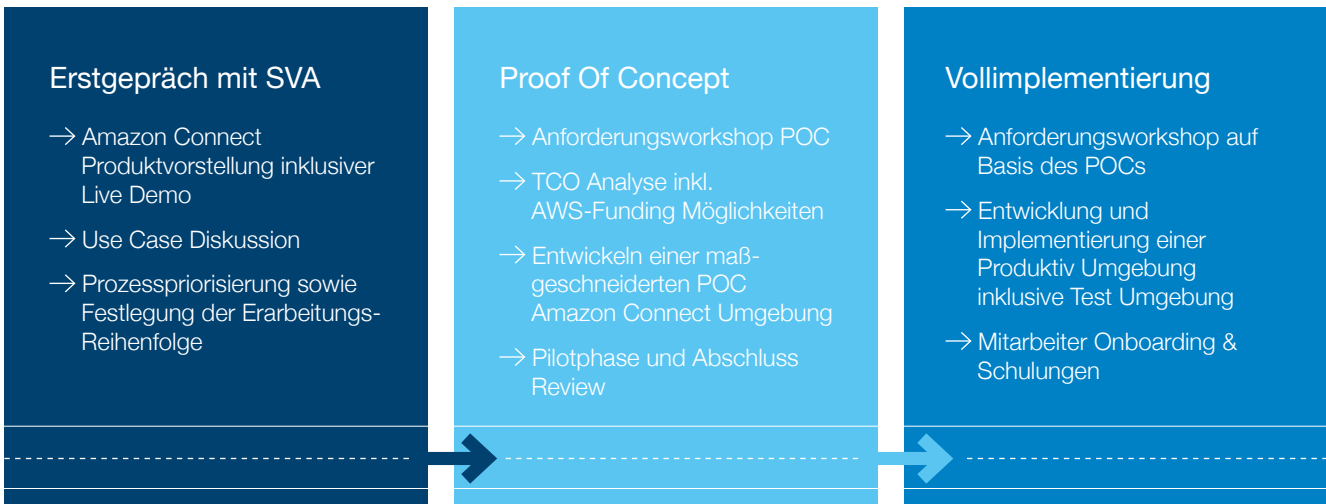 Erstgepräch mit SVA
→ Amazon Connect
Produktvorstellung inklusiver
Live Demo
→ Use Case Diskussion
→ Prozesspriorisierung sowie
Festlegung der Erarbeitungs-
Reihenfolge
Proof Of Concept
→ Anforderungsworkshop POC
→ TCO Analyse inkl.
AWS-Funding Möglichkeiten
→ Entwickeln einer maß-
geschneiderten POC
Amazon Connect Umgebung
→ Pilotphase und Abschluss
Review
Vollimplementierung
→ Anforderungsworkshop auf
Basis des POCs
→ Entwicklung und
Implementierung einer
Produktiv Umgebung
inklusive Test Umgebung
→ Mitarbeiter Onboarding &
Schulungen